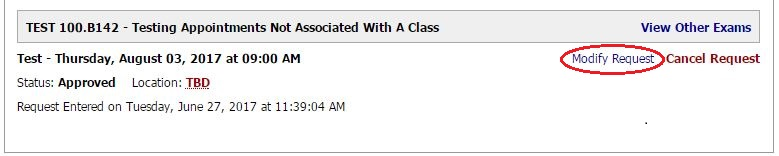 TEST 100.B142 - Testing Appointments Not Associated With A Class View Other Exams
Test - Thursday, August 03, 2017 at 09:00 AM Modify Request Cancel Request
Status: Approved Location: TBD
Request Entered on Tuesday, June 27, 2017 at 11:39:04 AM
.